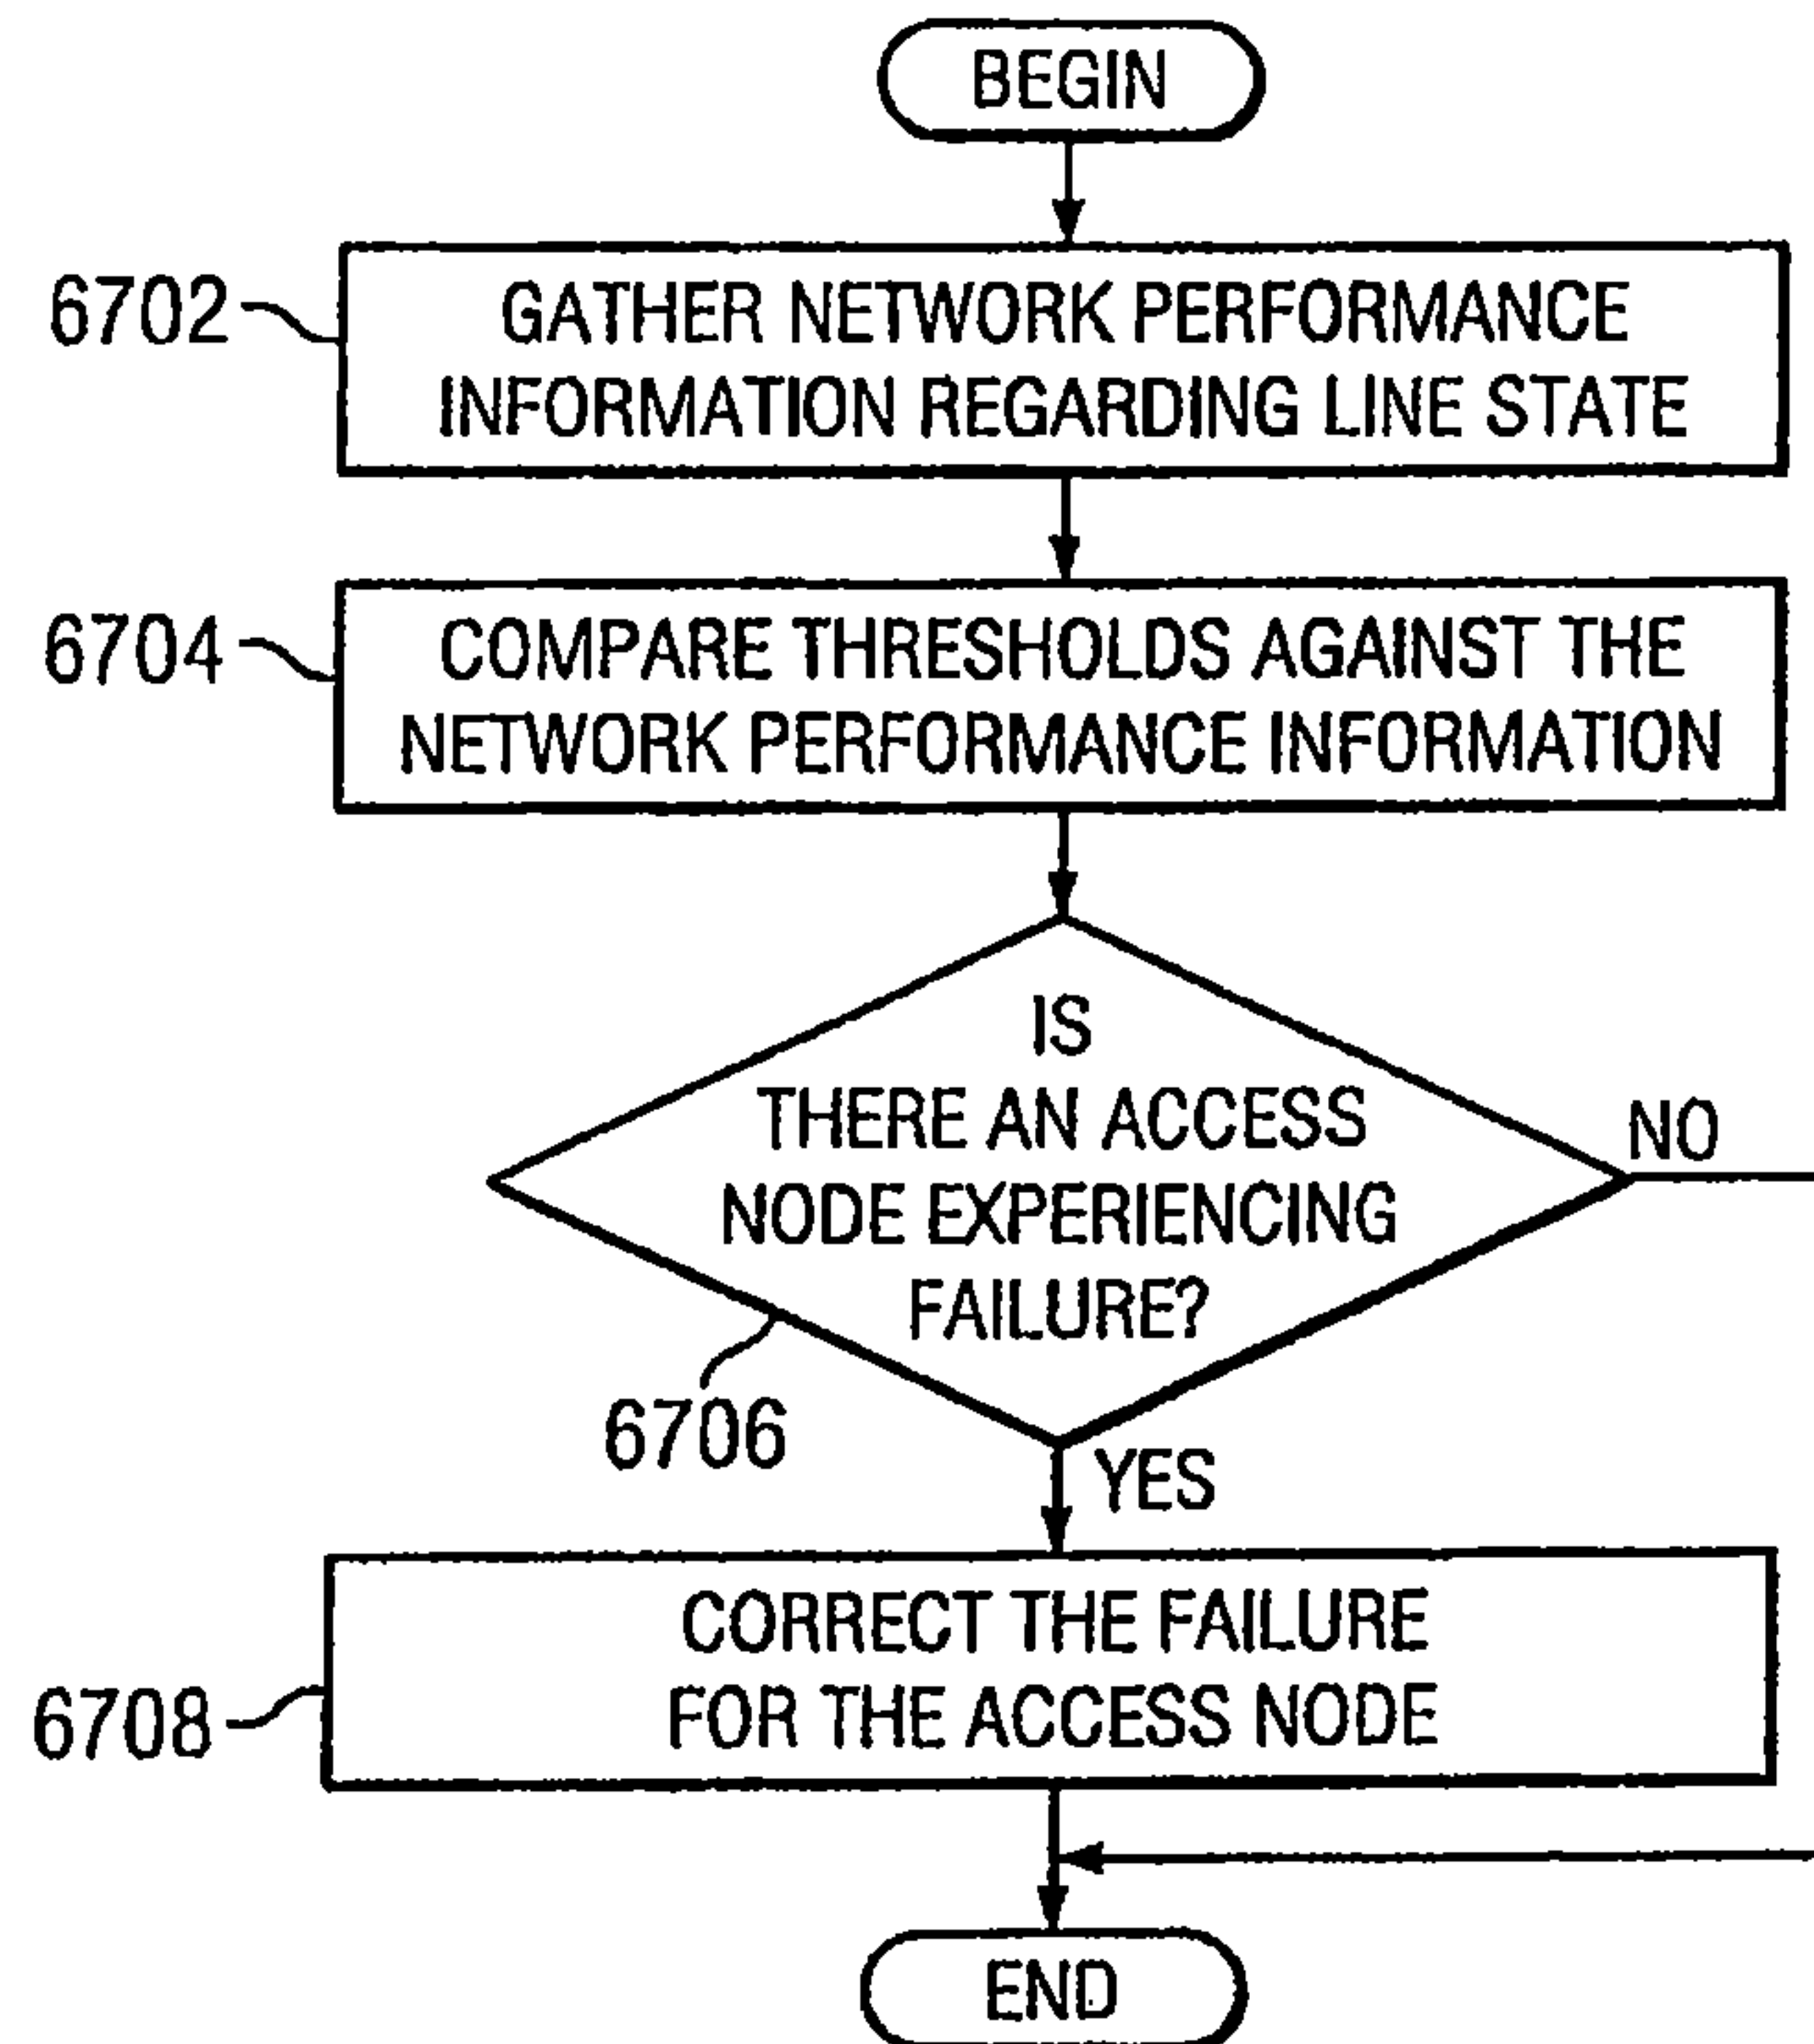 BEGIN
6702
GATHER NETWORK PERFORMANCE
INFORMATION REGARDING LINE STATE
6704
COMPARE THRESHOLDS AGAINST THE
NETWORK PERFORMANCE INFORMATION
IS
THERE AN ACCESS
NODE EXPERIENCING
FAILURE?
NO
6706
YES
CORRECT THE FAILURE
FOR THE ACCESS NODE
6708
END